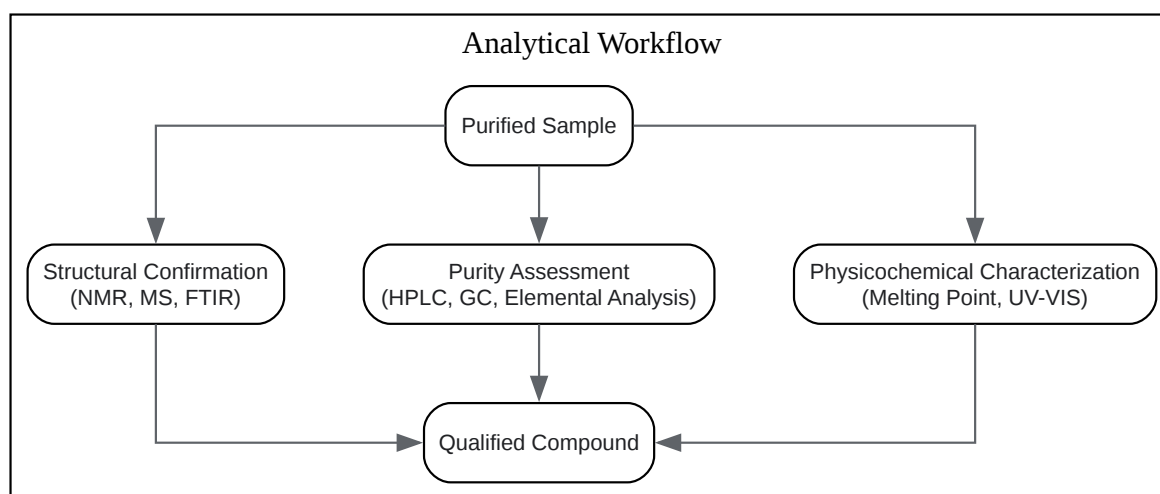 Analytical Workflow
Purified Sample
Structural Confirmation
(NMR, MS, FTIR)
Purity Assessment
(HPLC, GC, Elemental Analysis)
Physicochemical Characterization
(Melting Point, UV-VIS)
Qualified Compound